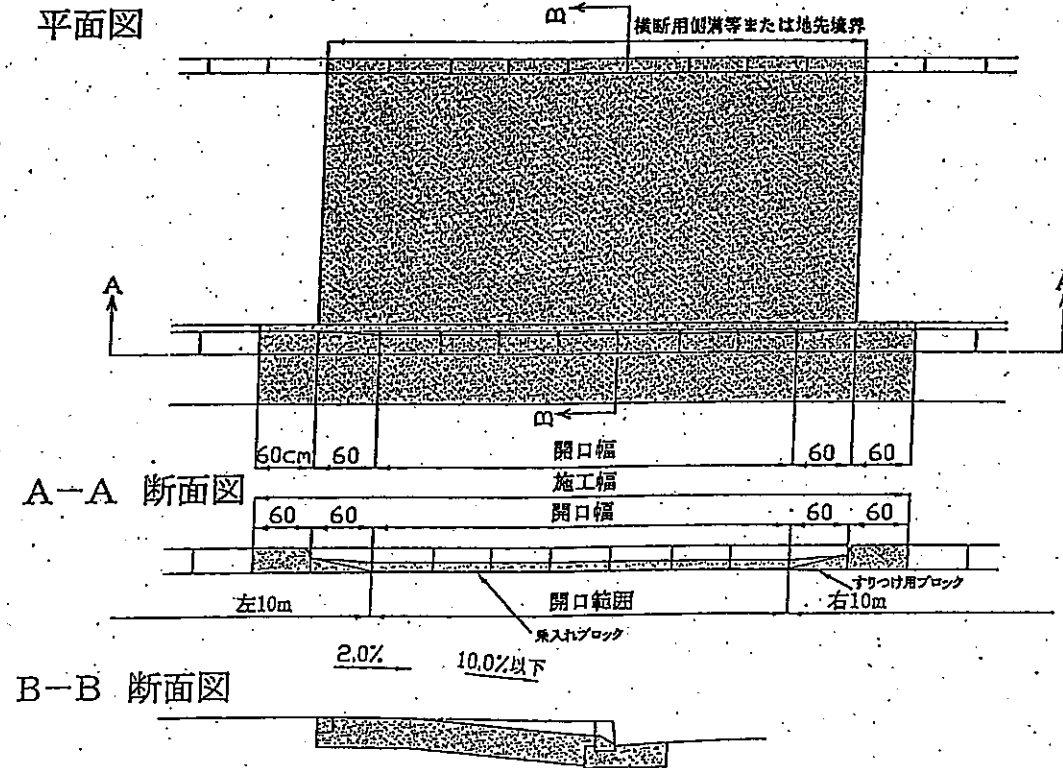 平面図
B
横断用側溝等または地先境界
A
A
B
60cm 60 開口幅 60 60
施工幅
A-A 断面図
60 60 開口幅 60 60
すりつけ用ブロック
左10m 開口範囲 右10m
乗入れブロック
2.0% 10.0%以下
B-B 断面図